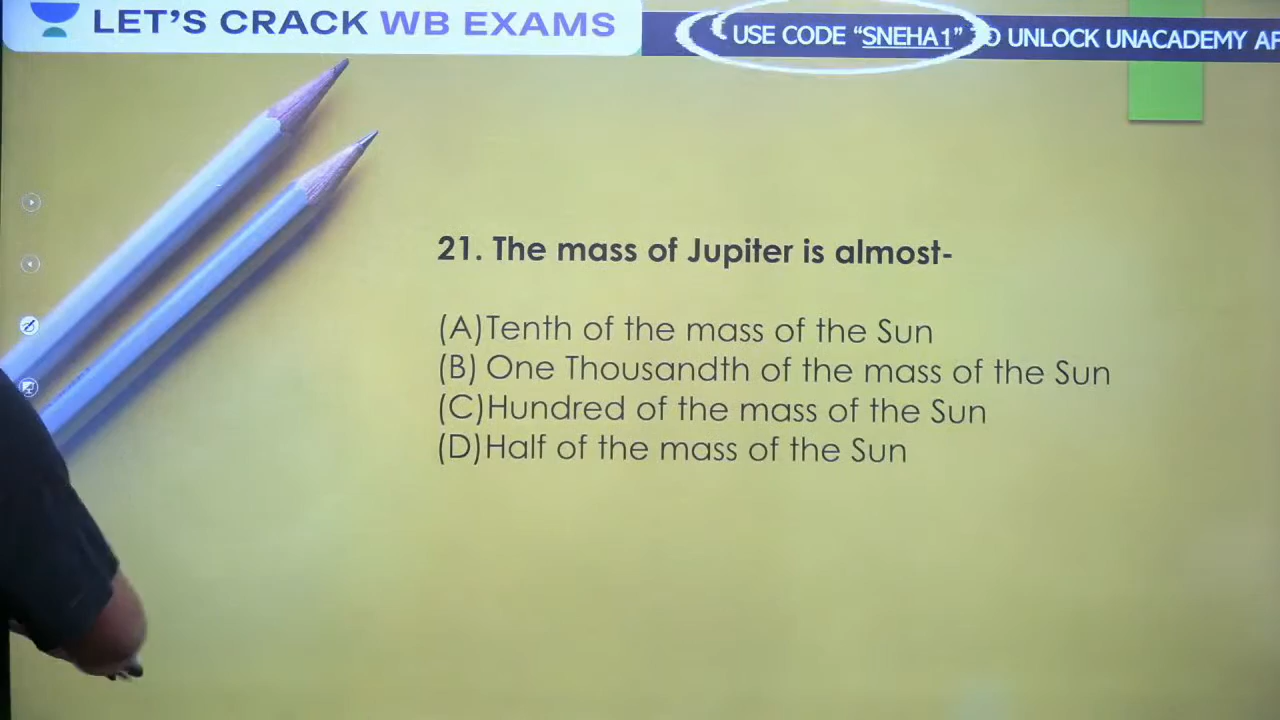 LET'S CRACK WB EXAMS
USE CODE “SNEHA1” O UNLOCK UNACADEMY
21. The mass of Jupiter is almost-
(A)Tenth of the mass of the Sun
(B) One Thousandth of the mass of the Sun
(C)Hundred of the mass of the Sun
(D)Half of the mass of the Sun